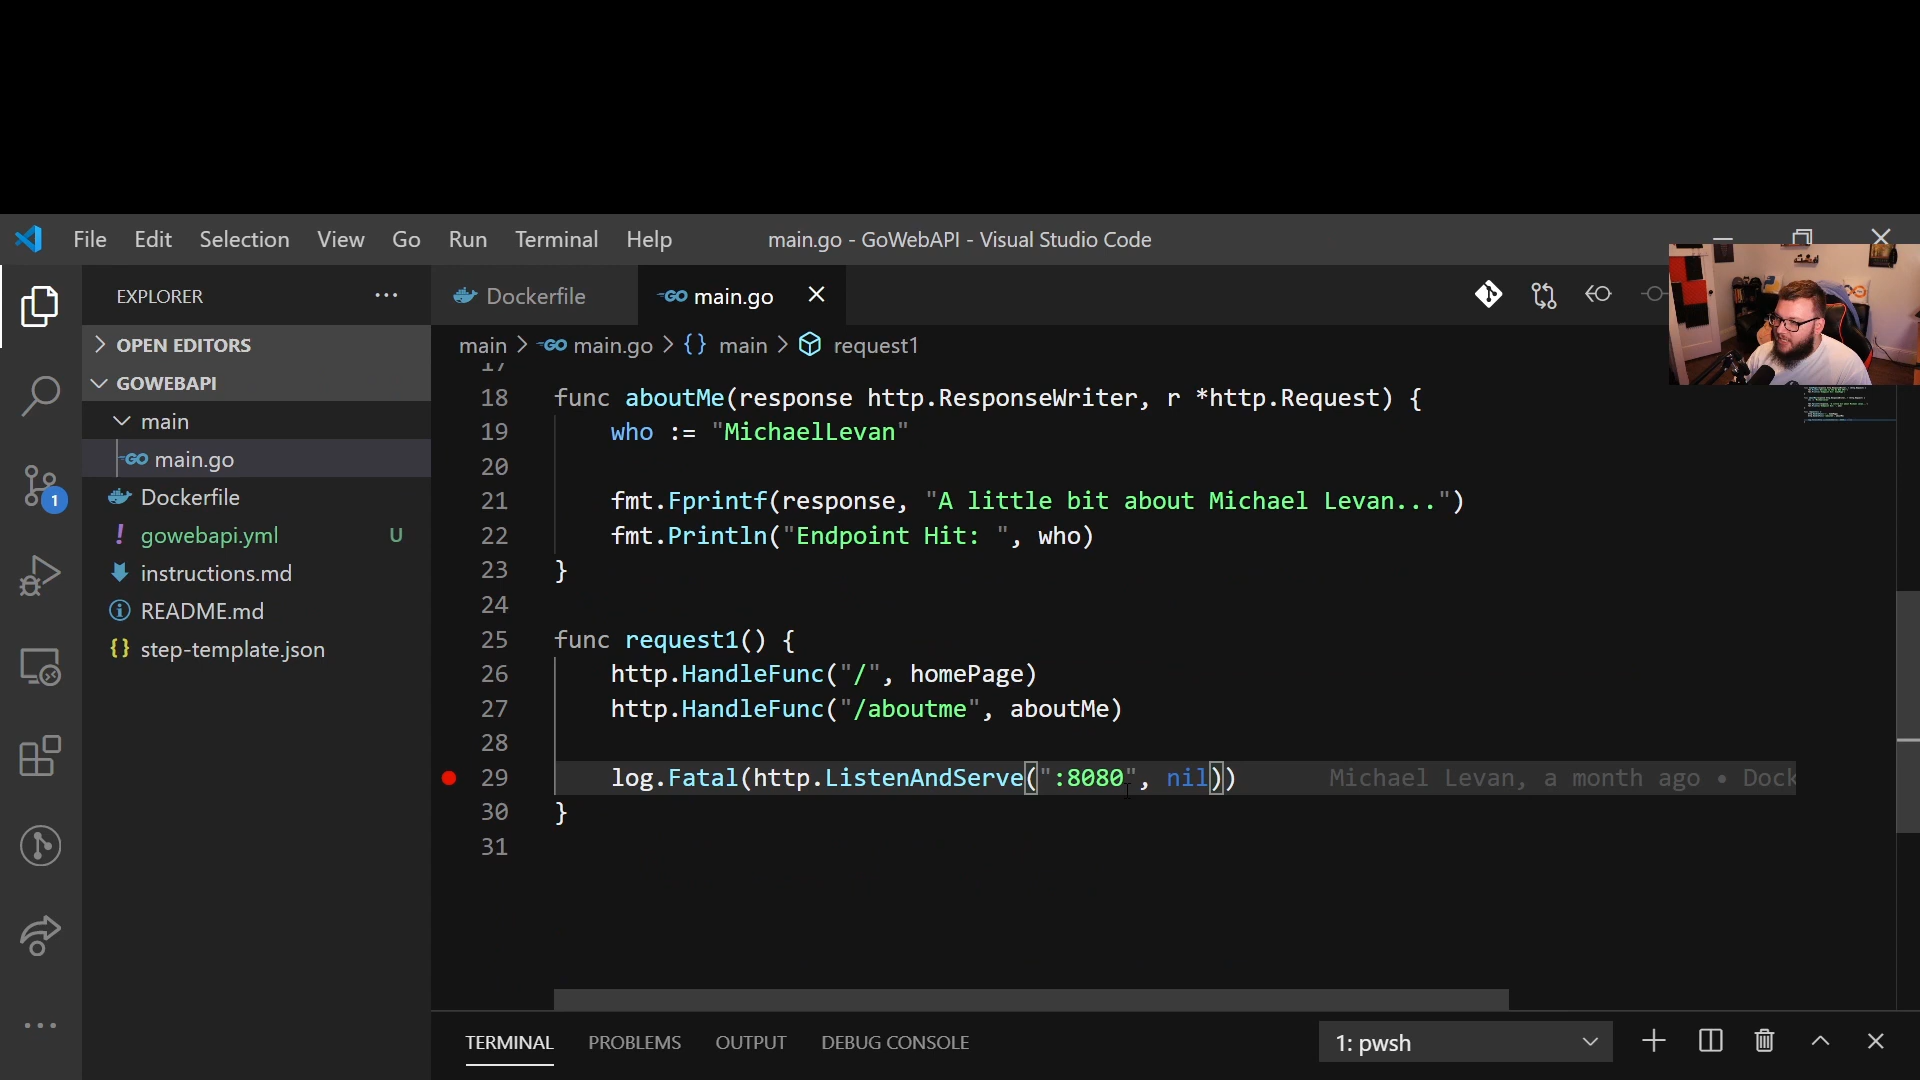 File Edit Selection View Go Run Terminal Help
main.go - GoWebAPI - Visual Studio Code
EXPLORER
OPEN EDITORS
GOWEBAPI
main
main.go
Dockerfile
gowebapi.yml U
instructions.md
README.md
step-template.json
1
Dockerfile
main.go
main > main.go > {} main > request1
17
18 func aboutMe(response http.ResponseWriter, r *http.Request) {
19 who := "MichaelLevan"
20
21 fmt.Fprintf(response, "A little bit about Michael Levan...")
22 fmt.Println("Endpoint Hit: ", who)
23 }
24
25 func request1() {
26 http.HandleFunc("/", homePage)
27 http.HandleFunc("/aboutme", aboutMe)
28
29 log.Fatal(http.ListenAndServe(":8080", nil)) Michael Levan, a month ago • Dock
30 }
31
TERMINAL PROBLEMS OUTPUT DEBUG CONSOLE
1: pwsh